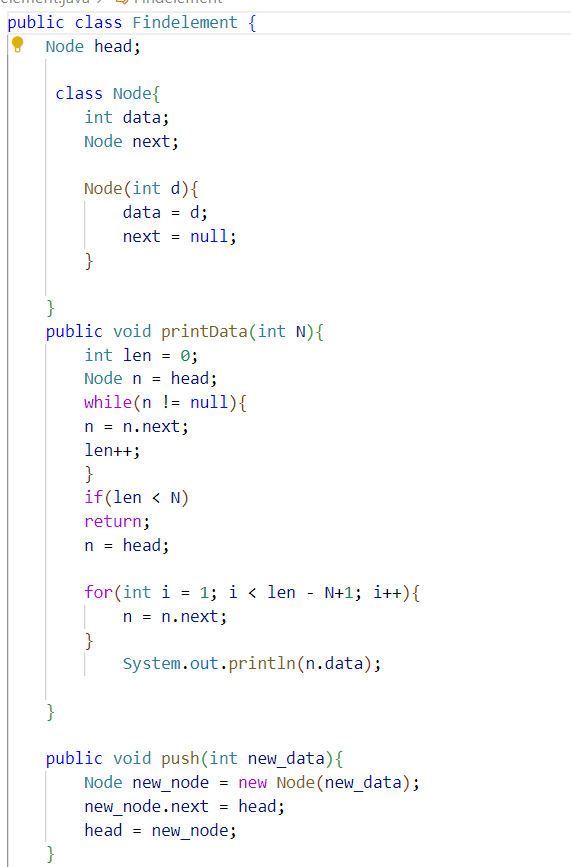 element.java > Findelement
public class Findelement {
Node head;
class Node{
int data;
Node next;
Node(int d){
data = d;
next = null;
}
}
public void printData(int N){
int len = 0;
Node n = head;
while(n != null){
n = n.next;
len++;
}
if(len < N)
return;
n = head;
for(int i = 1; i < len - N+1; i++){
n = n.next;
}
System.out.println(n.data);
}
public void push(int new_data){
Node new_node = new Node(new_data);
new_node.next = head;
head = new_node;
}